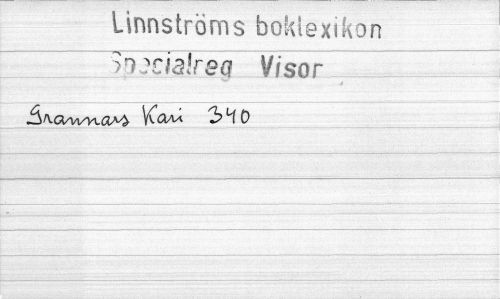 Linnströms boklexikon
Specialreg Visor
Grannars Kari 340